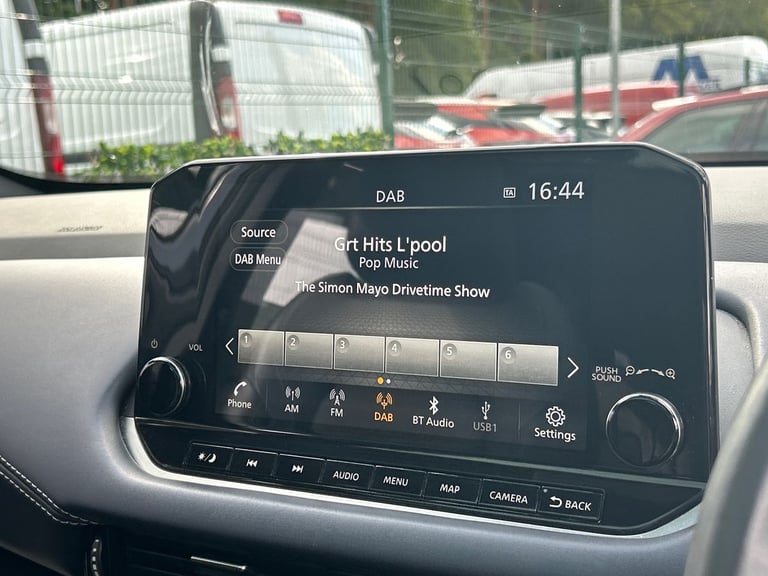 DAB
TA 16:44
Source
Grt Hits L'pool
DAB Menu
Pop Music
The Simon Mayo Drivetime Show
1 2 3 4 5 6
VOL
PUSH
SOUND
Phone
AM
FM
DAB
BT Audio
USB1
Settings
AUDIO
MENU
MAP
CAMERA
BACK